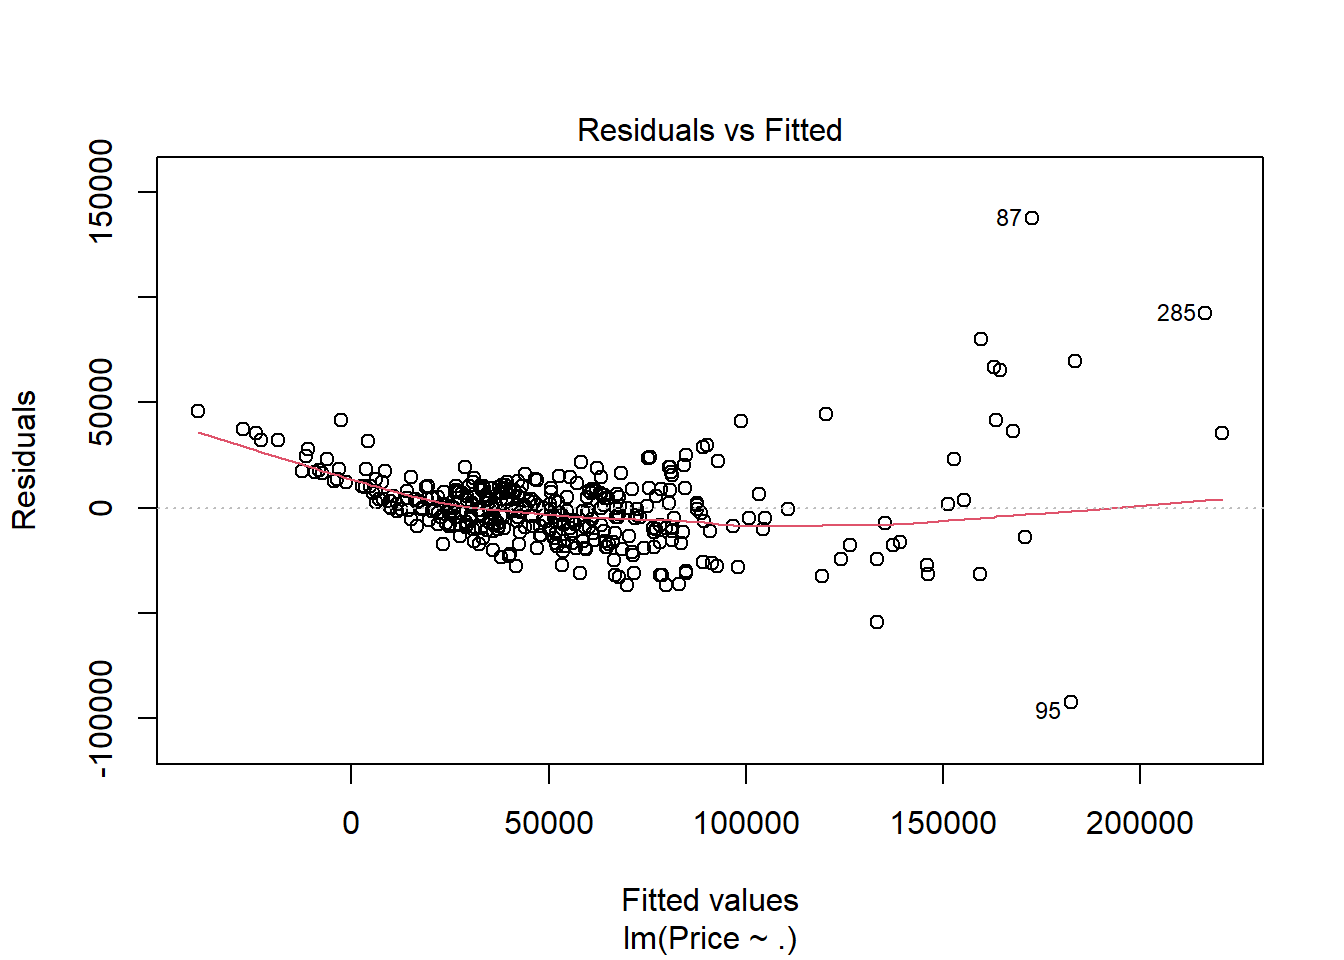 Residuals vs Fitted
150000
50000
0
-100000
Residuals
87
285
95
0 50000 100000 150000 200000
Fitted values
lm(Price ~ .)